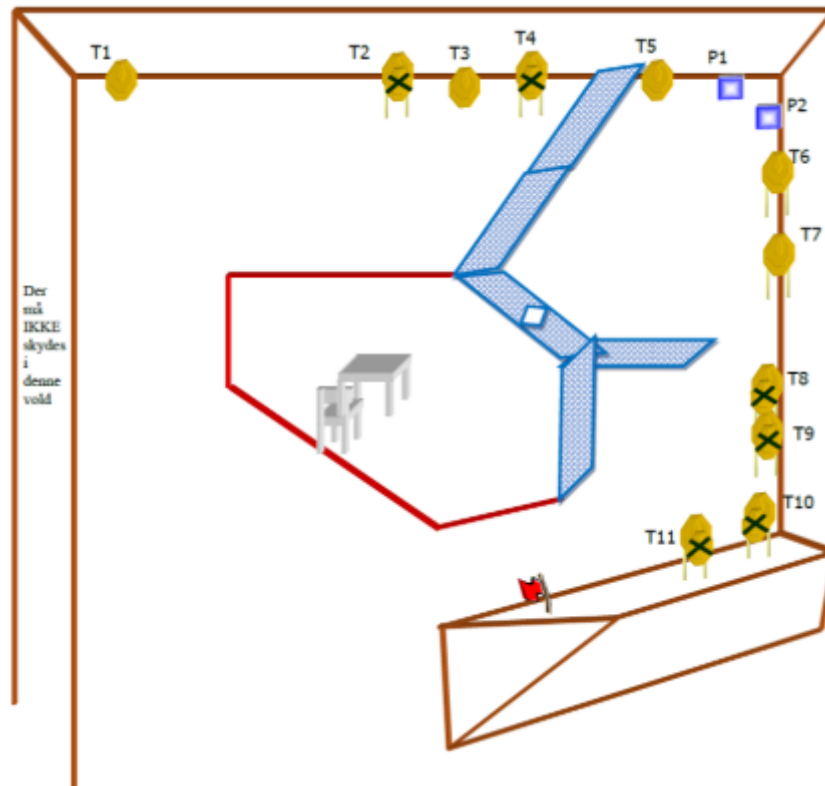 T1
T2
T3
T4
T5
P1
P2
T6
T7
Der
må
IKKE
skydes
i
denne
vold
T8
T9
T10
T11